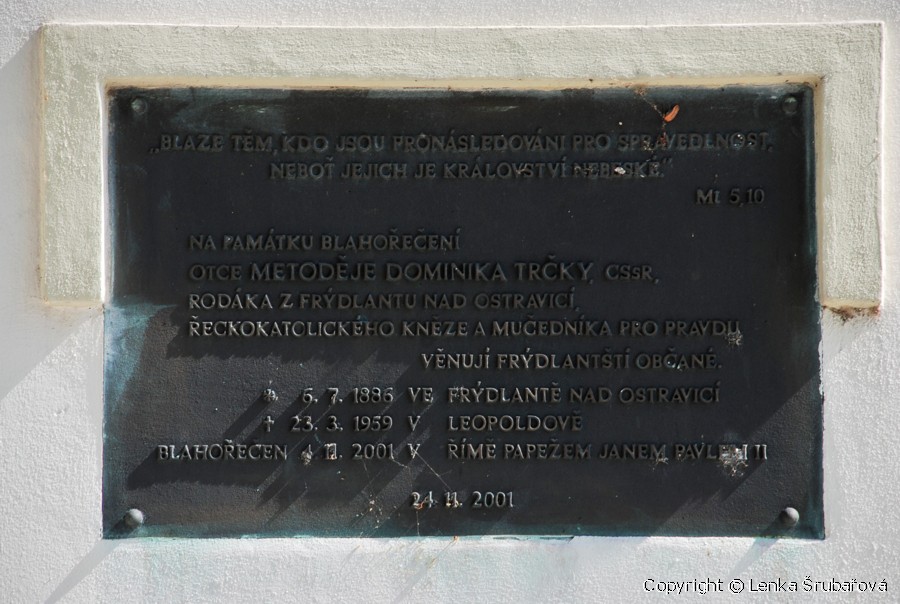 „BLAZE TĚM, KDO JSOU PRONÁSLEDOVÁNI PRO SPRAVEDLNOST,
NEBOŤ JEJICH JE KRÁLOVSTVÍ NEBESKÉ.“
Mt 5,10
NA PAMÁTKU BLAHOŘEČENÍ
OTCE METODĚJE DOMINIKA TRČKY, CSsR,
RODÁKA Z FRÝDLANTU NAD OSTRAVICÍ,
ŘECKOKATOLICKÉHO KNĚZE A MUČEDNÍKA PRO PRAVDU
VĚNUJÍ FRÝDLANTŠTÍ OBČANÉ.
* 6. 7. 1886 VE FRÝDLANTĚ NAD OSTRAVICÍ
† 23. 3. 1959 V LEOPOLDOVĚ
BLAHOŘEČEN 4. 11. 2001 V ŘÍMĚ PAPEŽEM JANEM PAVLEM II
24. 11. 2001
Copyright © Lenka Šrubařová